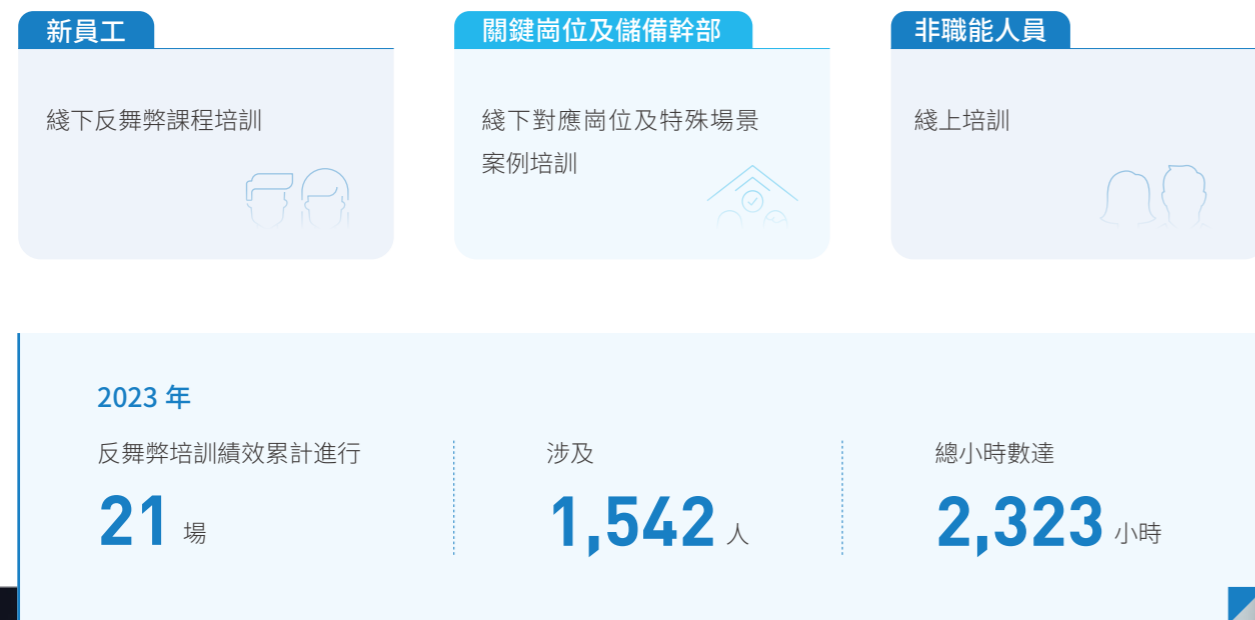 新員工
綫下反舞弊課程培訓
關鍵崗位及儲備幹部
綫下對應崗位及特殊場景
案例培訓
非職能人員
綫上培訓
2023 年
反舞弊培訓績效累計進行
21 場
涉及
1,542 人
總小時數達
2,323 小時